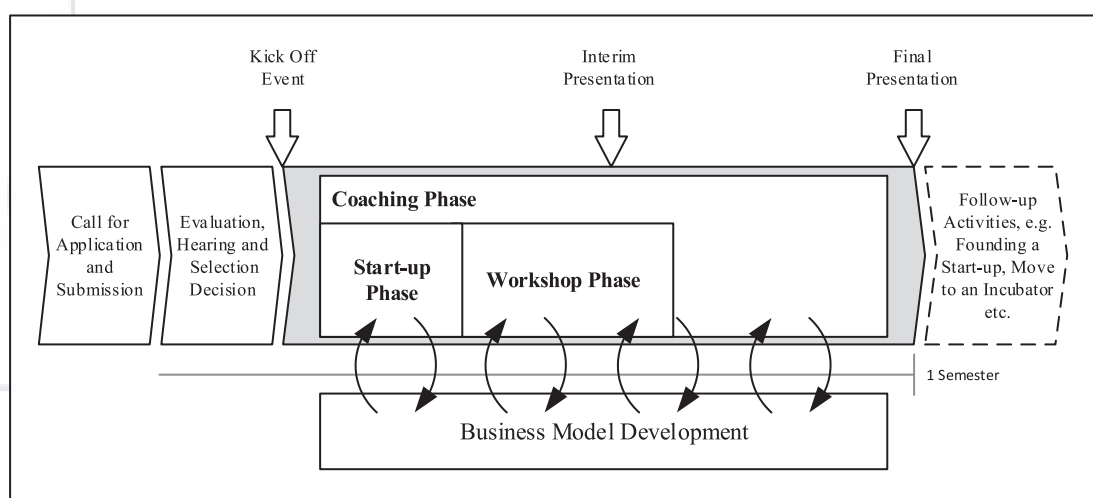 Kick Off
Event
Interim
Presentation
Final
Presentation
Call for
Application
and
Submission
Evaluation,
Hearing and
Selection
Decision
Coaching Phase
Start-up
Phase
Workshop Phase
Follow-up
Activities, e.g.
Founding a
Start-up, Move
to an Incubator
etc.
1 Semester
Business Model Development